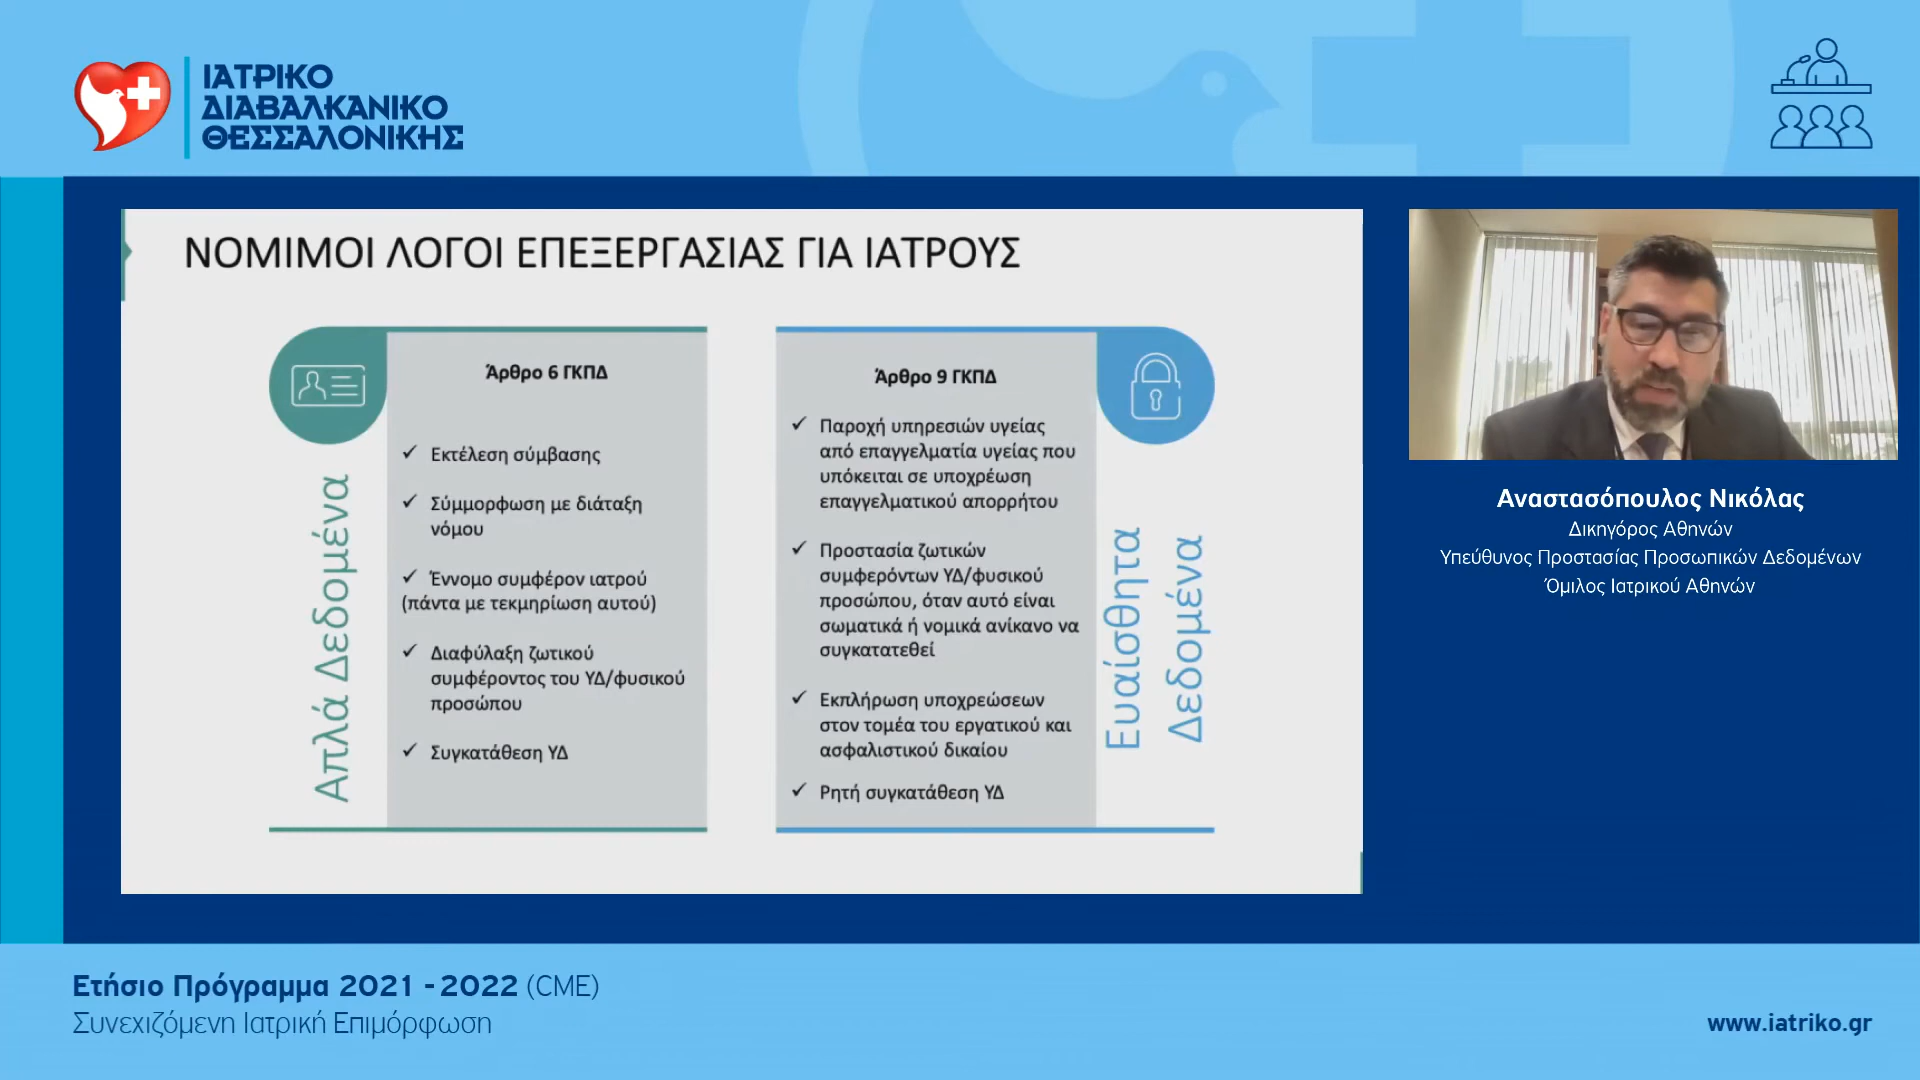 ΙΑΤΡΙΚΟ
ΔΙΑΒΑΛΚΑΝΙΚΟ
ΘΕΣΣΑΛΟΝΙΚΗΣ
ΝΟΜΙΜΟΙ ΛΟΓΟΙ ΕΠΕΞΕΡΓΑΣΙΑΣ ΓΙΑ ΙΑΤΡΟΥΣ
Απλά Δεδομένα
Άρθρο 6 ΓΚΠΔ
✓ Εκτέλεση σύμβασης
✓ Σύμμορφωση με διάταξη
νόμου
✓ Έννομο συμφέρον ιατρού
(πάντα με τεκμηρίωση αυτού)
✓ Διαφύλαξη ζωτικού
συμφέροντος του ΥΔ/φυσικού
προσώπου
✓ Συγκατάθεση ΥΔ
Άρθρο 9 ΓΚΠΔ
✓ Παροχή υπηρεσιών υγείας
από επαγγελματία υγείας που
υπόκειται σε υποχρέωση
επαγγελματικού απορρήτου
✓ Προστασία ζωτικών
συμφερόντων ΥΔ/φυσικού
προσώπου, όταν αυτό είναι
σωματικά ή νομικά ανίκανο να
συγκατατεθεί
✓ Εκπλήρωση υποχρεώσεων
στον τομέα του εργατικού και
ασφαλιστικού δικαίου
✓ Ρητή συγκατάθεση ΥΔ
Ευαίσθητα
Δεδομένα
Αναστασόπουλος Νικόλας
Δικηγόρος Αθηνών
Υπεύθυνος Προστασίας Προσωπικών Δεδομένων
Όμιλος Ιατρικού Αθηνών
Ετήσιο Πρόγραμμα 2021 - 2022 (CME)
Συνεχιζόμενη Ιατρική Επιμόρφωση
www.iatriko.gr